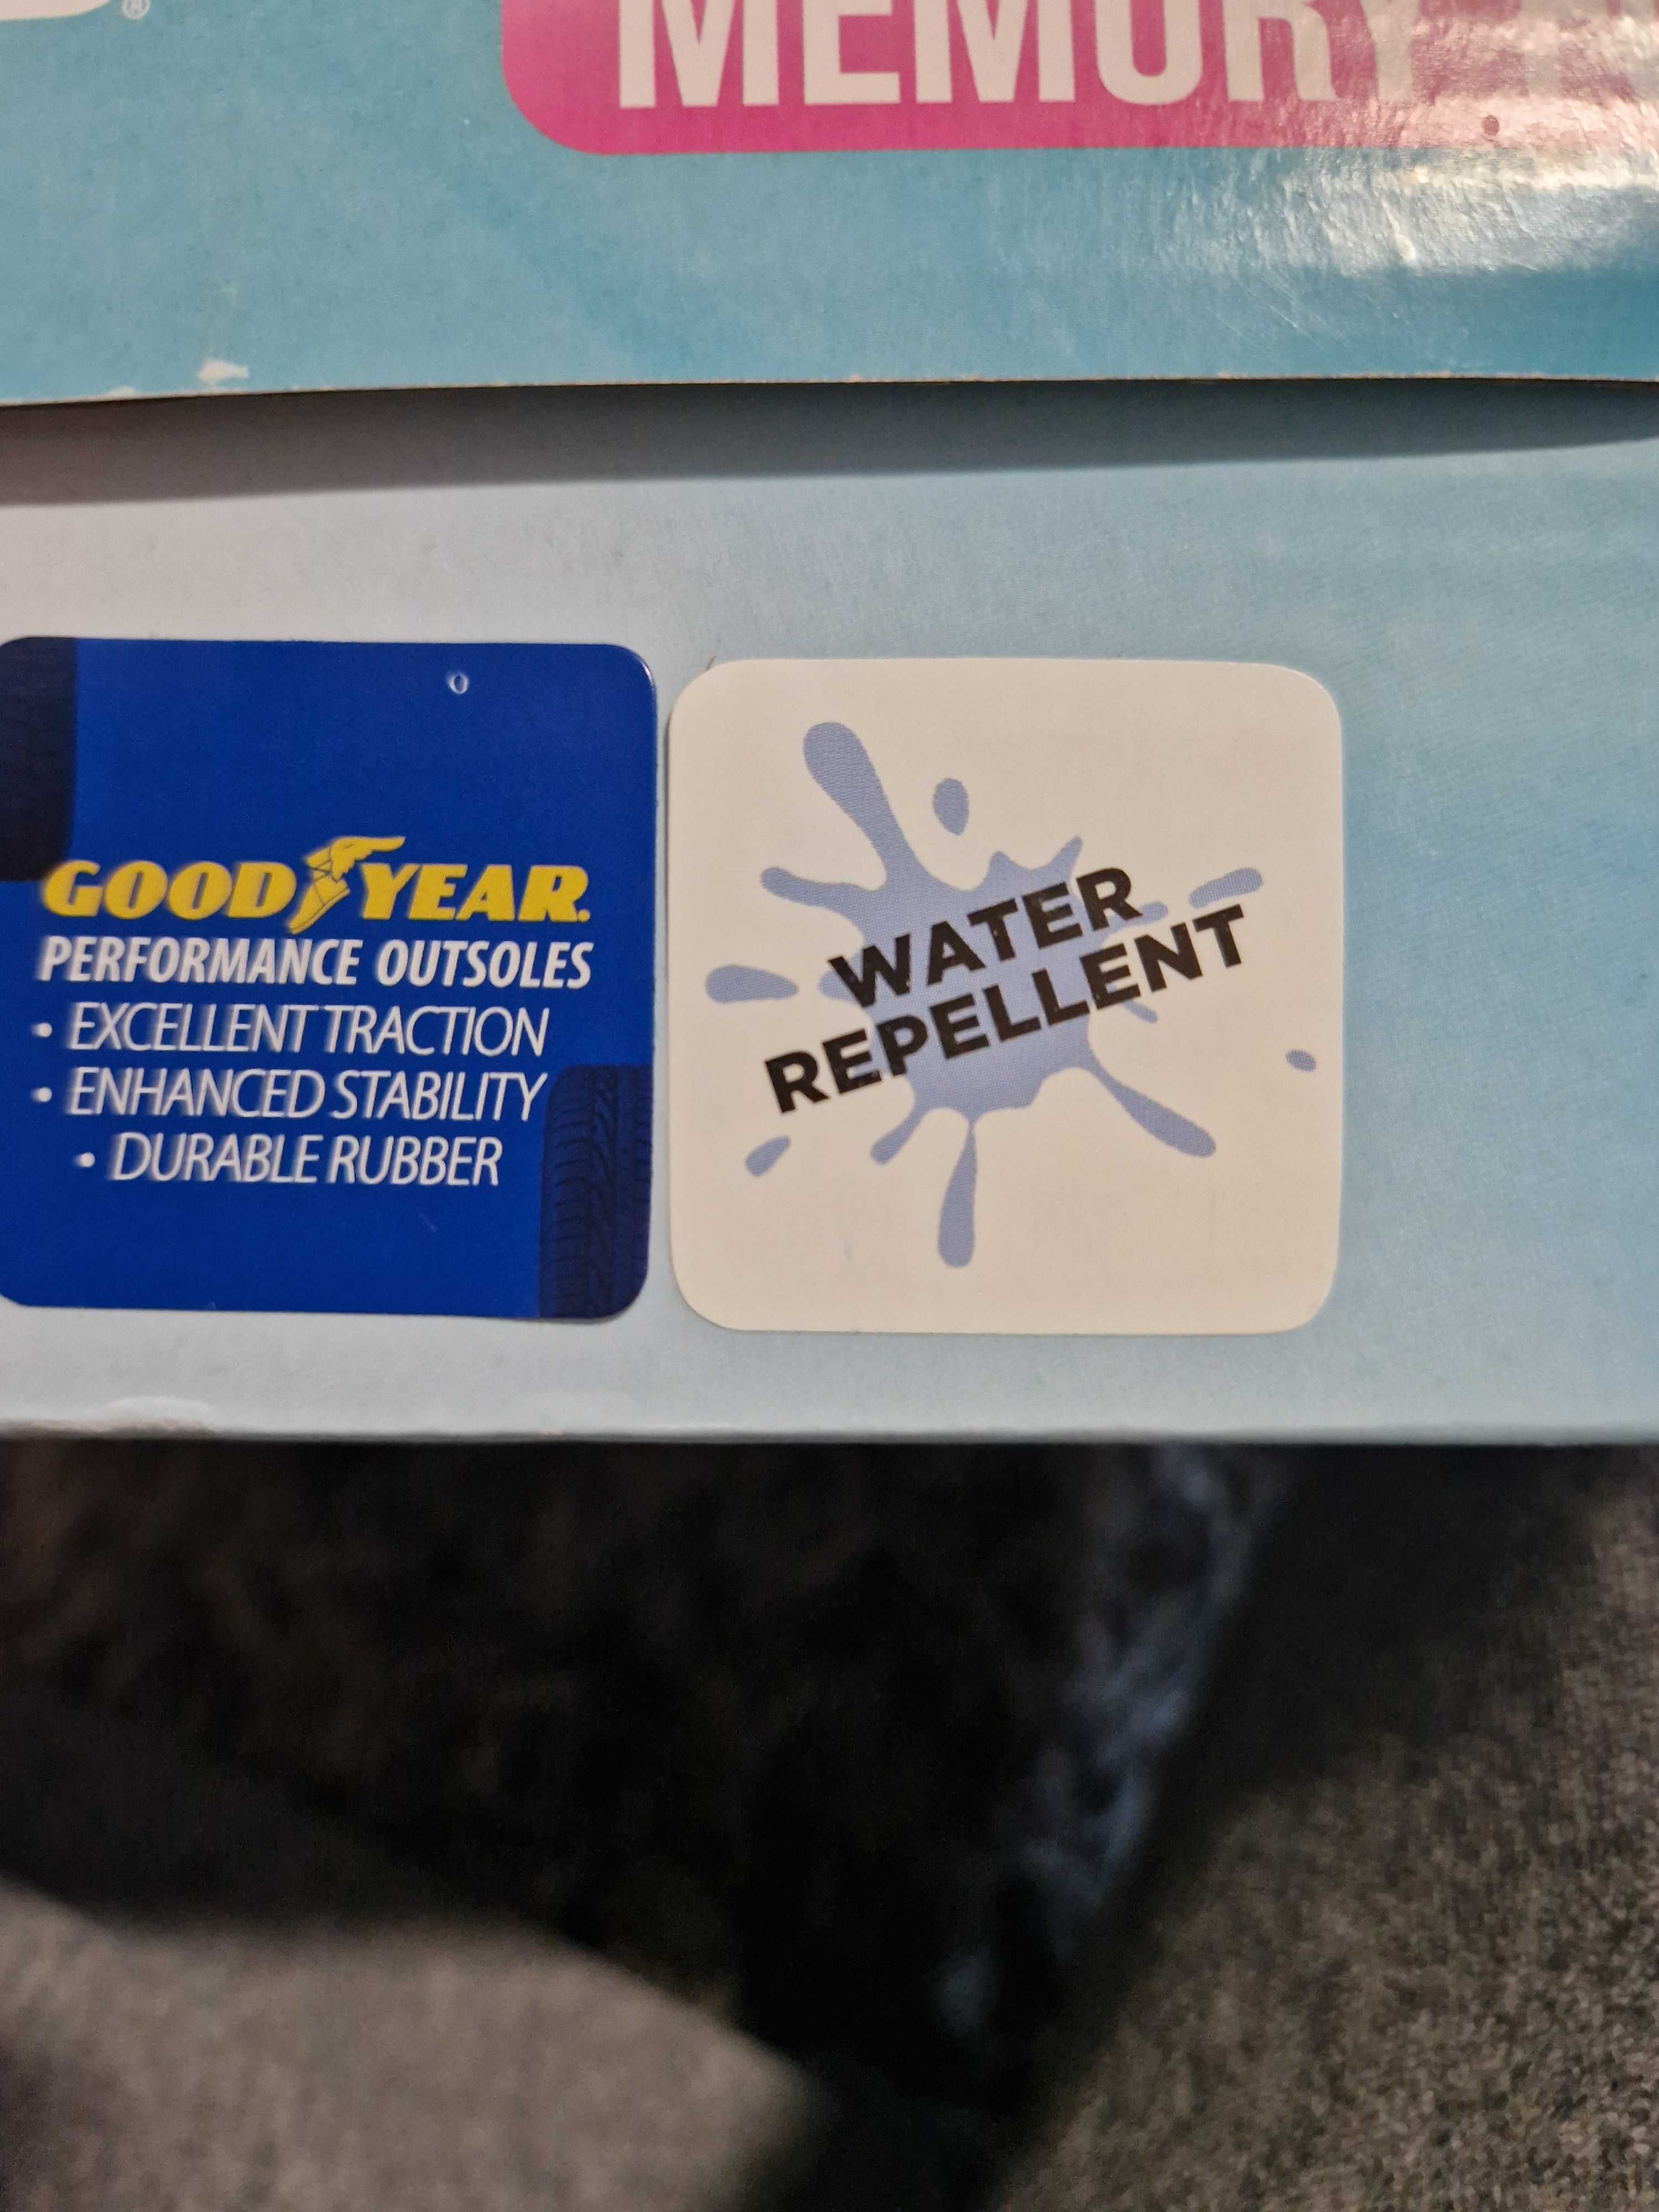 ®
MEMORY
GOODYEAR.
PERFORMANCE OUTSOLES
• EXCELLENT TRACTION
• ENHANCED STABILITY
• DURABLE RUBBER
WATER
REPELLENT